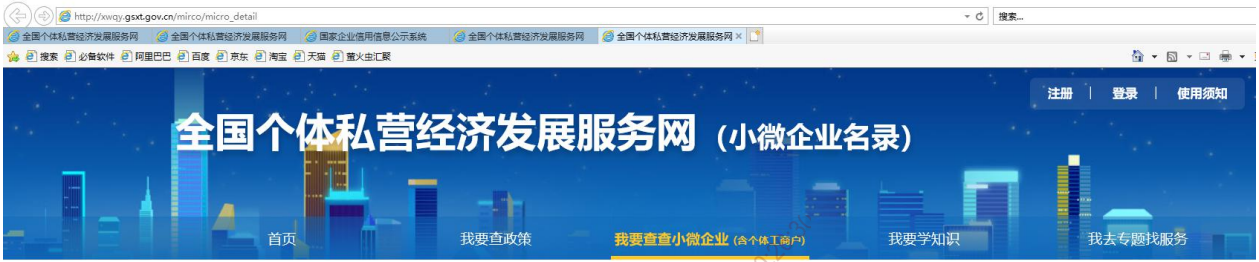 http://xwqy.gsxt.gov.cn/mirco/micro_detail 搜索...
全国个体私营经济发展服务网 全国个体私营经济发展服务网 国家企业信用信息公示系统 全国个体私营经济发展服务网 全国个体私营经济发展服务网 ×
搜索 必备软件 阿里巴巴 百度 京东 淘宝 天猫 萤火虫汇聚
注册 | 登录 | 使用须知
全国个体私营经济发展服务网（小微企业名录）
首页 我要查政策 我要查查小微企业 (含个体工商户) 我要学知识 我去专题找服务